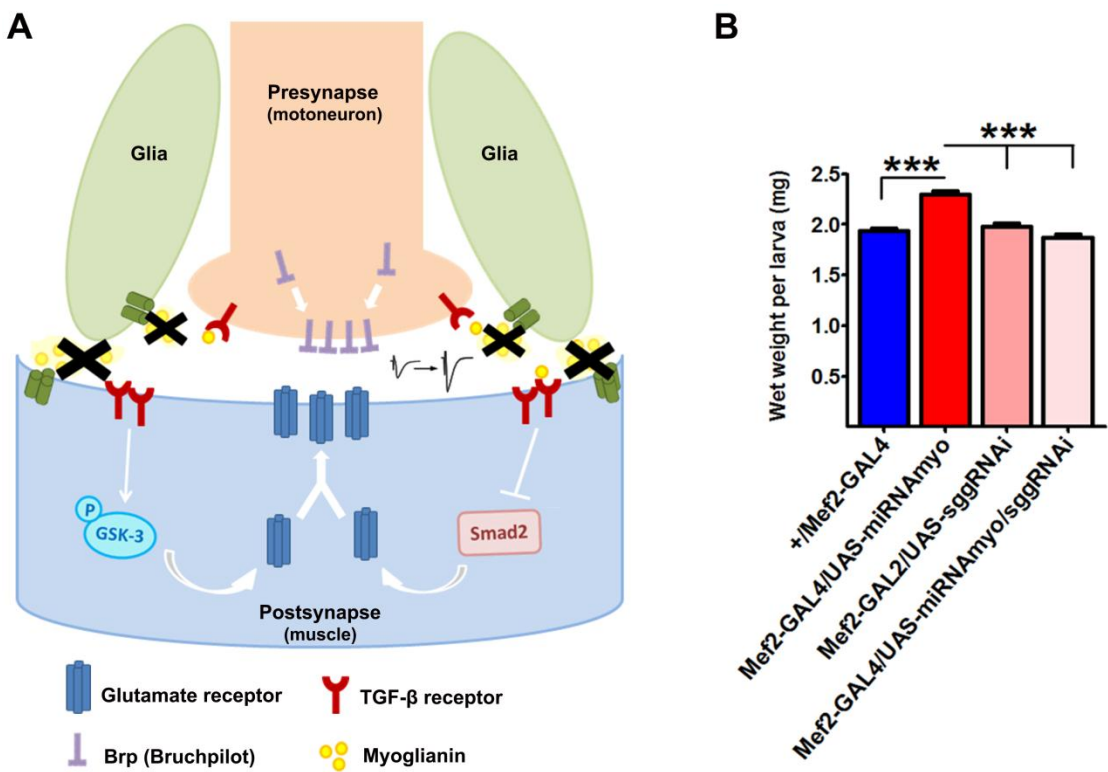 A
Presynapse
(motoneuron)
Glia
Glia
P
GSK-3
Smad2
Postsynapse
(muscle)
Glutamate receptor
TGF-β receptor
Brp (Bruchpilot)
Myoglianin
B
***
***
Wet weight per larva (mg)
2.5
2.0
1.5
1.0
0.5
+/Mef2-GAL4
Mef2-GAL4/UAS-miRNAmyo
Mef2-GAL2/UAS-sggRNAi
Mef2-GAL4/UAS-miRNAmyo/sggRNAi